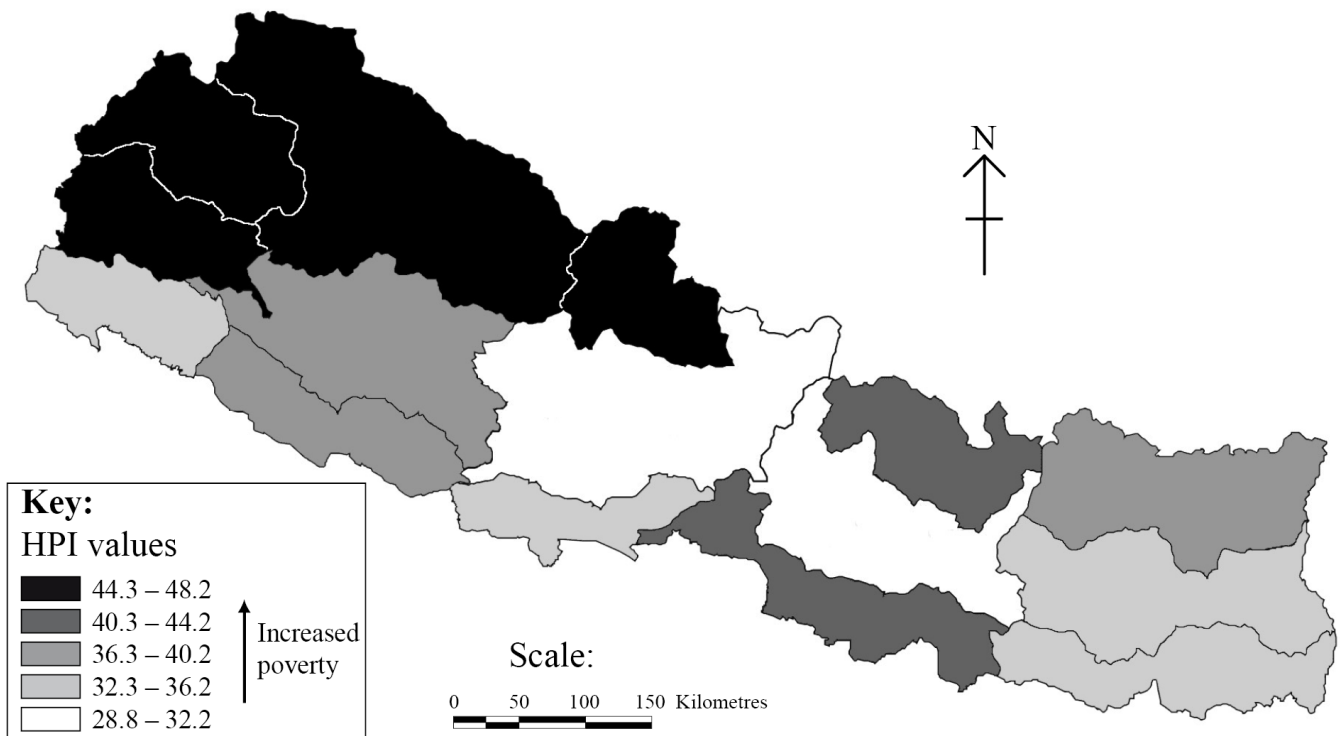 N
Key:
HPI values
44.3 – 48.2
40.3 – 44.2
36.3 – 40.2
32.3 – 36.2
28.8 – 32.2
Increased
poverty
Scale:
0 50 100 150 Kilometres